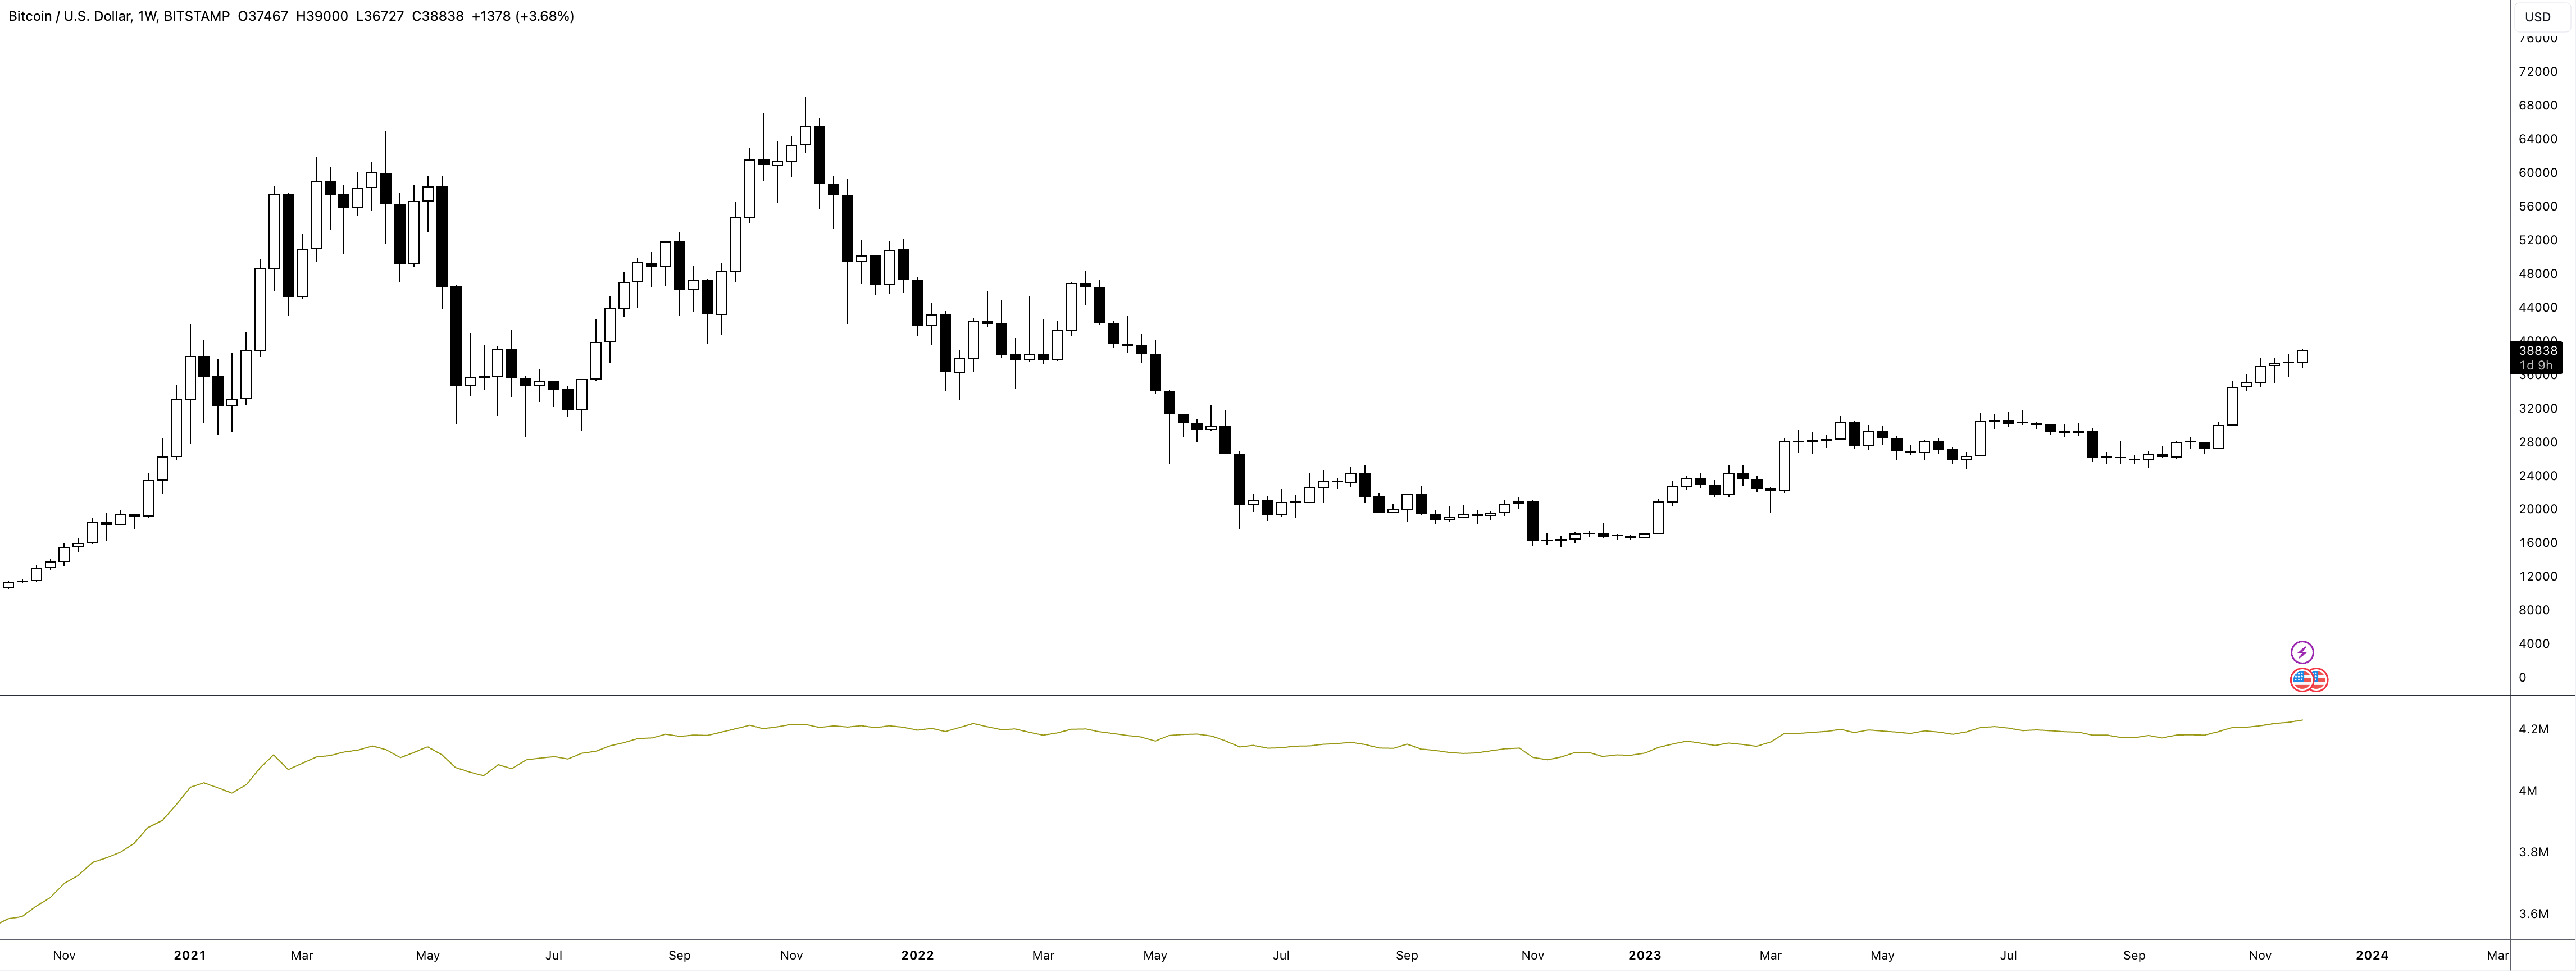 Bitcoin / U.S. Dollar, 1W, BITSTAMP O37467 H39000 L36727 C38838 +1378 (+3.68%)
USD
76000
72000
68000
64000
60000
56000
52000
48000
44000
40000
38838
1d 9h
36000
32000
28000
24000
20000
16000
12000
8000
4000
0
4.2M
4M
3.8M
3.6M
Nov 2021 Mar May Jul Sep Nov 2022 Mar May Jul Sep Nov 2023 Mar May Jul Sep Nov 2024 Mar